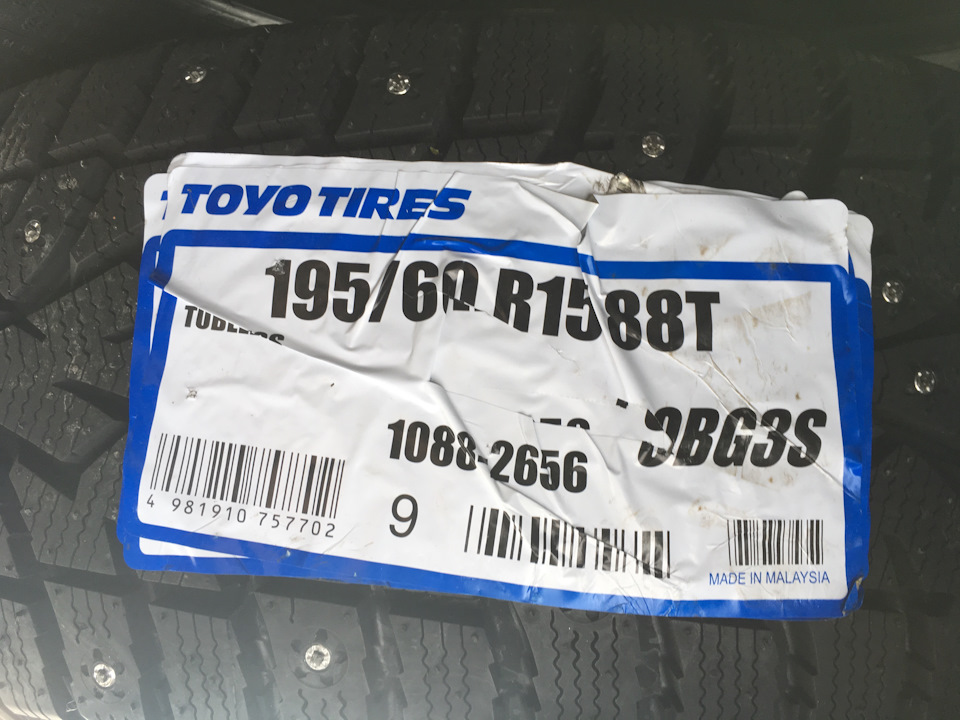 TOYO TIRES
195/60 R15 88T
1088-2656
4 981910 757702
9
MADE IN MALAYSIA